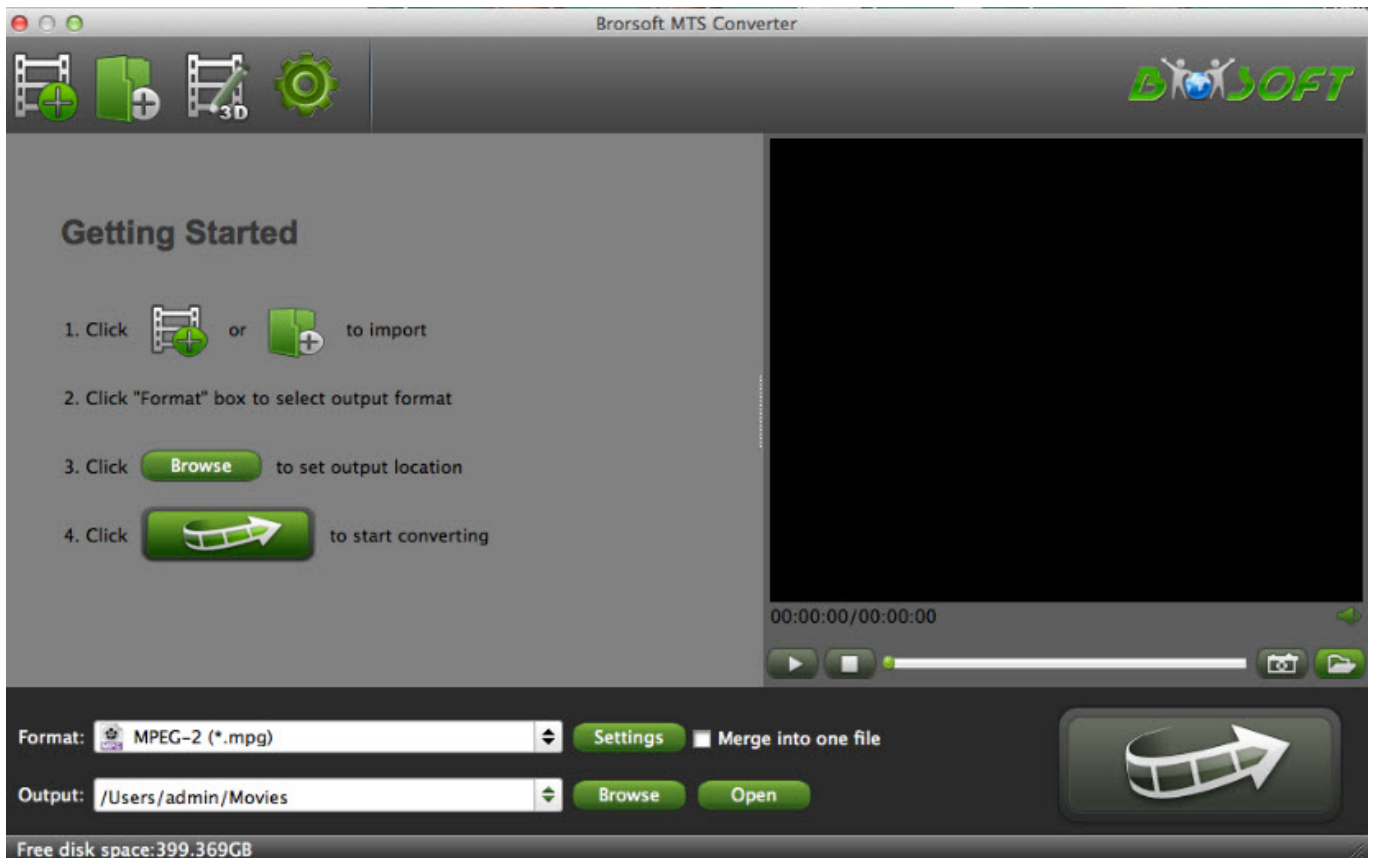 Brorsoft MTS Converter
3D
BROSOFT
Getting Started
1. Click or to import
2. Click "Format" box to select output format
3. Click Browse to set output location
4. Click to start converting
00:00:00/00:00:00
Format: MPEG-2 (*.mpg) Settings Merge into one file
Output: /Users/admin/Movies Browse Open
Free disk space:399.369GB